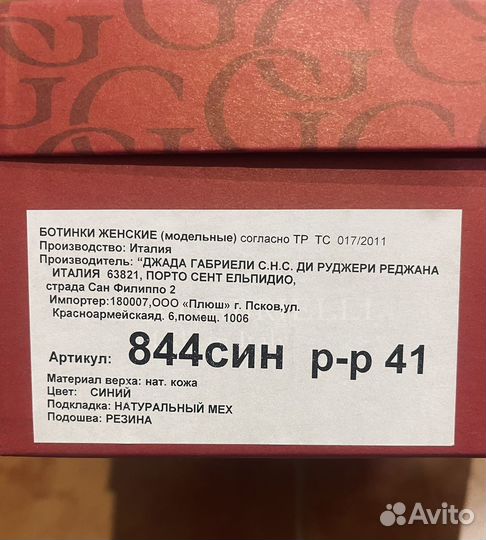 БОТИНКИ ЖЕНСКИЕ (модельные) согласно ТР ТС 017/2011
Производство: Италия
Производитель: "ДЖАДА ГАБРИЕЛИ С.Н.С. ДИ РУДЖЕРИ РЕДЖАНА
ИТАЛИЯ 63821, ПОРТО СЕНТ ЕЛЬПИДИО,
страда Сан Филиппо 2
Импортер:180007,ООО «Плюш» г. Псков,ул.
Красноармейскаяд. 6,помещ. 1006
Артикул: 844син р-р 41
Материал верха: нат. кожа
Цвет: СИНИЙ
Подкладка: НАТУРАЛЬНЫЙ МЕХ
Подошва: РЕЗИНА
Avito